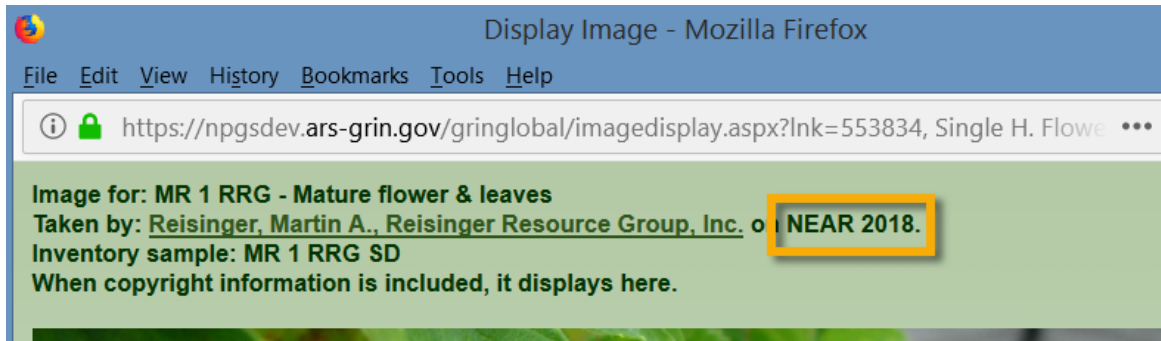 Display Image - Mozilla Firefox
File Edit View History Bookmarks Tools Help
https://npgsdev.ars-grin.gov/gringlobal/imagedisplay.aspx?lnk=553834, Single H. Flowe
Image for: MR 1 RRG - Mature flower & leaves
Taken by: Reisinger, Martin A., Reisinger Resource Group, Inc. on NEAR 2018.
Inventory sample: MR 1 RRG SD
When copyright information is included, it displays here.